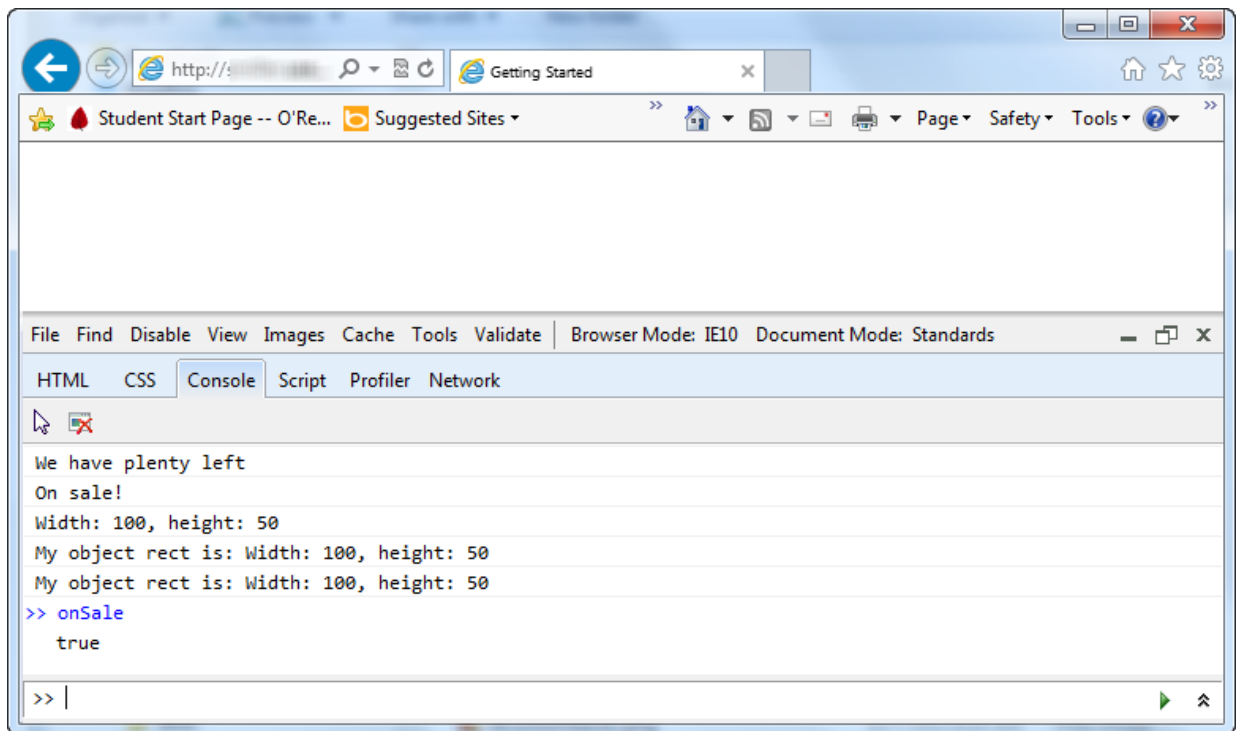 http://
Getting Started
Student Start Page -- O'Re... Suggested Sites
Page Safety Tools
File Find Disable View Images Cache Tools Validate Browser Mode: IE10 Document Mode: Standards
HTML CSS Console Script Profiler Network
We have plenty left
On sale!
Width: 100, height: 50
My object rect is: Width: 100, height: 50
My object rect is: Width: 100, height: 50
>> onSale
true
>>